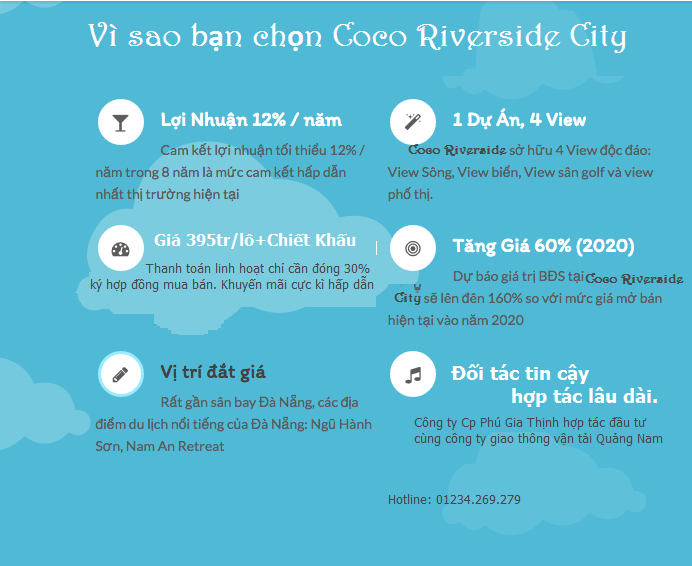 Vì sao bạn chọn Coco Riverside City
Lợi Nhuận 12% / năm
Cam kết lợi nhuận tối thiểu 12% /
năm trong 8 năm là mức cam kết hấp dẫn
nhất thị trường hiện tại
1 Dự Án, 4 View
Coco Riverside sở hữu 4 View độc đáo:
View Sông, View biển, View sân golf và view
phố thị.
Giá 395tr/lô+Chiết Khấu
Thanh toán linh hoạt chỉ cần đóng 30%
ký hợp đồng mua bán. Khuyến mãi cực kì hấp dẫn
Tăng Giá 60% (2020)
Dự báo giá trị BĐS tại Coco Riverside
City sẽ lên đến 160% so với mức giá mở bán
hiện tại vào năm 2020
Vị trí đắt giá
Rất gần sân bay Đà Nẵng, các địa
điểm du lịch nổi tiếng của Đà Nẵng: Ngũ Hành
Sơn, Nam An Retreat
Đối tác tin cậy
hợp tác lâu dài.
Công ty Cp Phú Gia Thịnh hợp tác đầu tư
cùng công ty giao thông vận tải Quảng Nam
Hotline: 01234.269.279